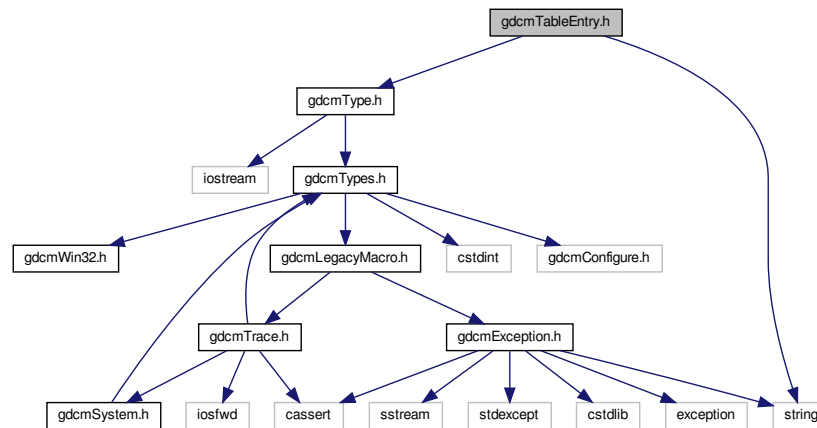 gdcmTableEntry.h
gdcmType.h
iostream
gdcmTypes.h
gdcmWin32.h
gdcmLegacyMacro.h
cstdint
gdcmConfigure.h
gdcmTrace.h
gdcmException.h
gdcmSystem.h
iosfwd
cassert
sstream
stdexcept
cstdlib
exception
string